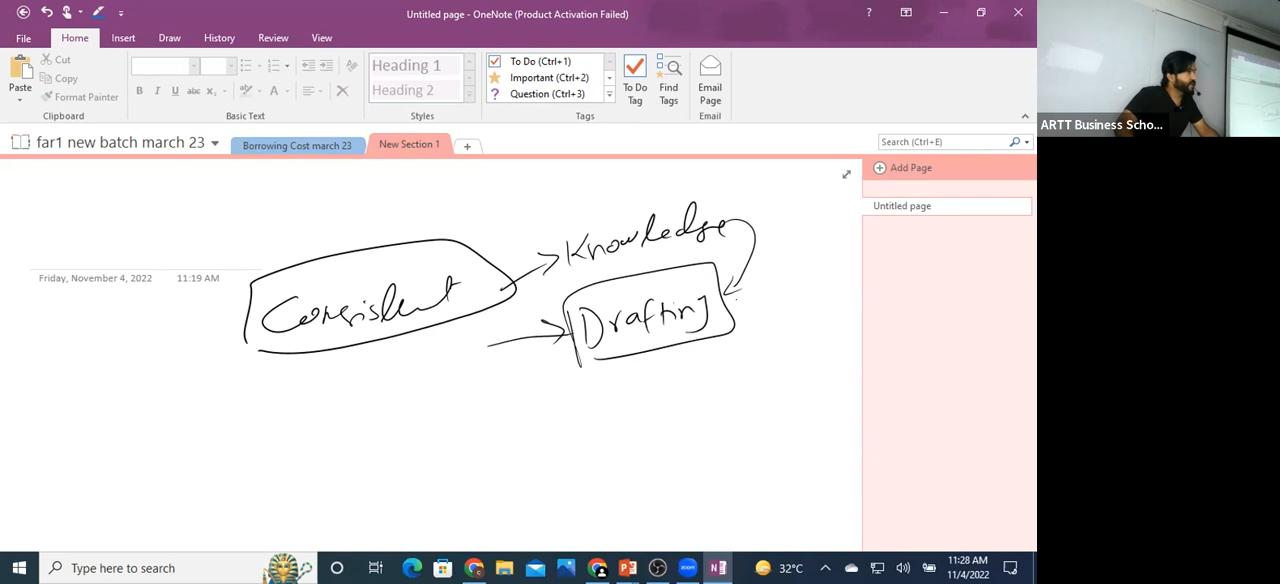 Untitled page - OneNote (Product Activation Failed)
File Home Insert Draw History Review View
Paste
Cut
Copy
Format Painter
Clipboard
B I U abc x₂ A
Basic Text
Heading 1
Heading 2
Styles
To Do (Ctrl+1)
Important (Ctrl+2)
Question (Ctrl+3)
Tags
To Do Tag
Find Tags
Email Page
Email
far1 new batch march 23
Borrowing Cost march 23
New Section 1
Search (Ctrl+E)
Add Page
Untitled page
Friday, November 4, 2022 11:19 AM
Knowledge
Consistent
Drafting
ARTT Business Scho...
Type here to search
32°C
11:28 AM
11/4/2022